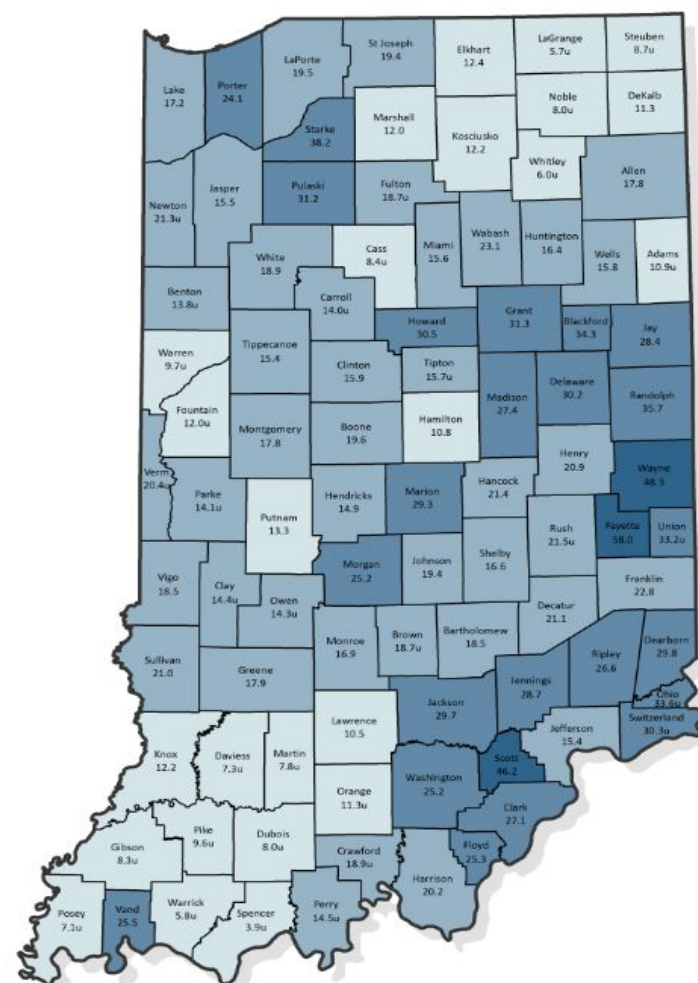 Steuben
8.7u
LaGrange
5.7u
Elkhart
12.4
St Joseph
19.4
LaPorte
19.5
Porter
24.1
Lake
17.2
Noble
8.0u
DeKalb
11.3
Marshall
12.0
Kosciusko
12.2
Starke
38.2
Whitley
6.0u
Allen
17.8
Pulaski
31.2
Fulton
18.7u
Jasper
15.5
Newton
21.3u
Wabash
23.1
Huntington
16.4
Miami
15.6
Cass
8.4u
White
18.9
Wells
15.8
Adams
10.9u
Benton
13.8u
Carroll
14.0u
Howard
30.5
Grant
31.3
Blackford
34.3
Jay
28.4
Warren
9.7u
Tippecanoe
15.4
Clinton
15.9
Tipton
15.7u
Madison
27.4
Delaware
30.2
Randolph
35.7
Fountain
12.0u
Montgomery
17.8
Boone
19.6
Hamilton
10.8
Henry
20.9
Wayne
48.3
Verm
20.4u
Parke
14.1u
Putnam
13.3
Hendricks
14.9
Marion
29.3
Hancock
21.4
Rush
21.5u
Fayette
58.0
Union
33.2u
Vigo
18.5
Clay
14.4u
Owen
14.3u
Morgan
25.2
Johnson
19.4
Shelby
16.6
Franklin
22.8
Decatur
21.1
Sullivan
21.0
Greene
17.9
Monroe
16.9
Brown
18.7u
Bartholomew
18.5
Jennings
28.7
Ripley
26.6
Dearborn
29.8
Ohio
33.6u
Switzerland
30.3u
Lawrence
10.5
Jackson
29.7
Jefferson
15.4
Knox
12.2
Daviess
7.3u
Martin
7.8u
Orange
11.3u
Washington
25.2
Scott
46.2
Clark
27.1
Gibson
8.3u
Pike
9.6u
Dubois
8.0u
Crawford
18.9u
Harrison
20.2
Floyd
25.3
Posey
7.1u
Vand
25.5
Warrick
5.8u
Spencer
3.9u
Perry
14.5u